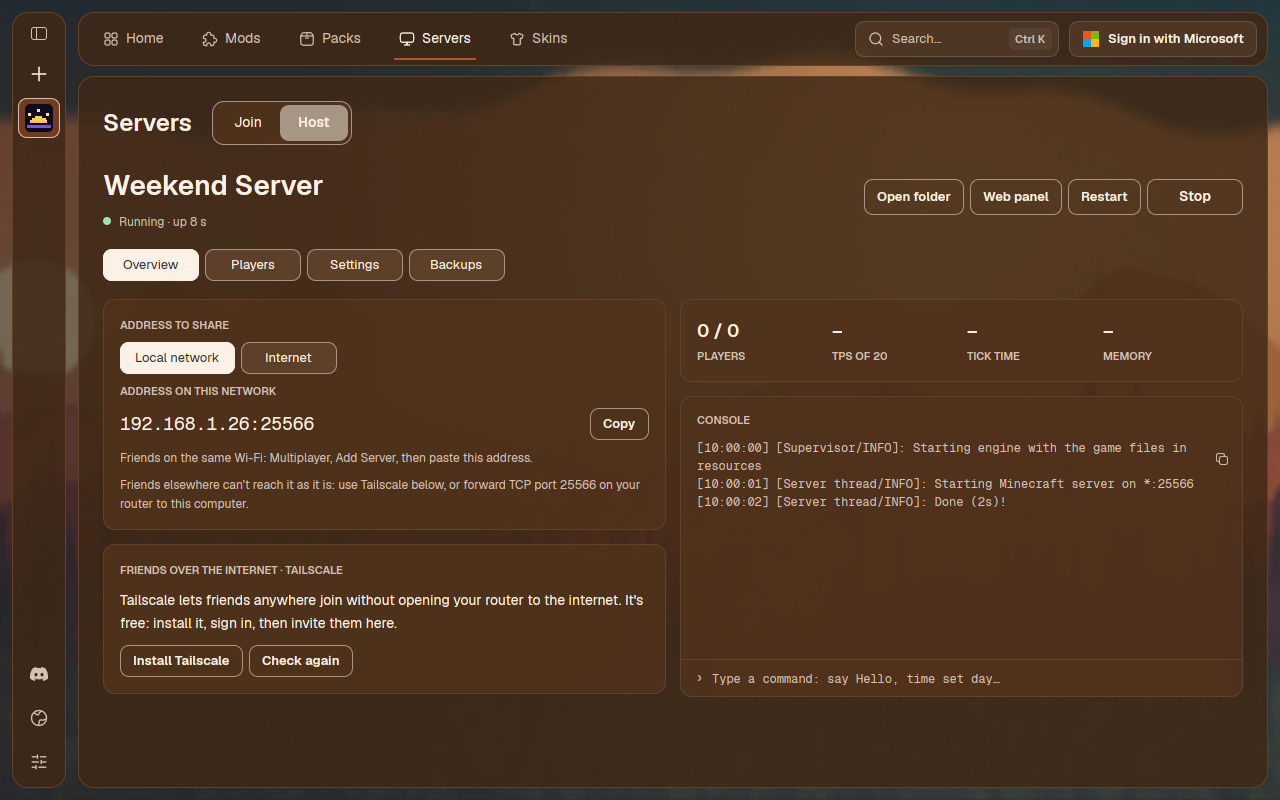 Home
Mods
Packs
Servers
Skins
Search...
Ctrl K
Sign in with Microsoft
Servers
Join
Host
Weekend Server
Running · up 8 s
Open folder
Web panel
Restart
Stop
Overview
Players
Settings
Backups
ADDRESS TO SHARE
Local network
Internet
ADDRESS ON THIS NETWORK
192.168.1.26:25566
Copy
Friends on the same Wi-Fi: Multiplayer, Add Server, then paste this address.
Friends elsewhere can't reach it as it is: use Tailscale below, or forward TCP port 25566 on your
router to this computer.
FRIENDS OVER THE INTERNET · TAILSCALE
Tailscale lets friends anywhere join without opening your router to the internet. It's
free: install it, sign in, then invite them here.
Install Tailscale
Check again
0 / 0
PLAYERS
–
TPS OF 20
–
TICK TIME
–
MEMORY
CONSOLE
[10:00:00] [Supervisor/INFO]: Starting engine with the game files in
resources
[10:00:01] [Server thread/INFO]: Starting Minecraft server on *:25566
[10:00:02] [Server thread/INFO]: Done (2s)!
› Type a command: say Hello, time set day…